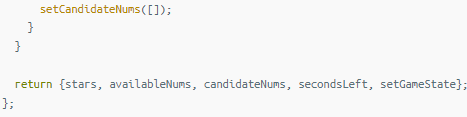 setCandidateNums([]);
}
}
return {stars, availableNums, candidateNums, secondsLeft, setGameState};
};